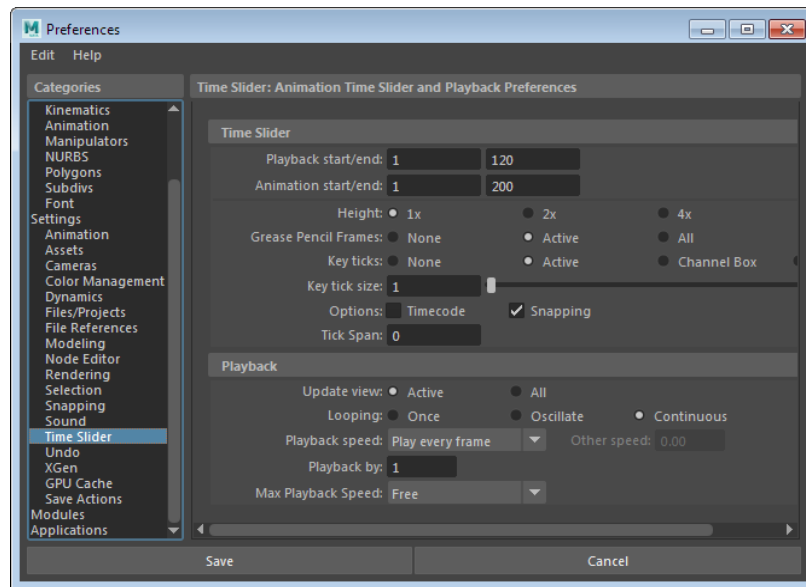 M Preferences
Edit Help
Categories
Kinematics
Animation
Manipulators
NURBS
Polygons
Subdivs
Font
Settings
Animation
Assets
Cameras
Color Management
Dynamics
Files/Projects
File References
Modeling
Node Editor
Rendering
Selection
Snapping
Sound
Time Slider
Undo
XGen
GPU Cache
Save Actions
Modules
Applications
Time Slider: Animation Time Slider and Playback Preferences
Time Slider
Playback start/end: 1 120
Animation start/end: 1 200
Height: 1x 2x 4x
Grease Pencil Frames: None Active All
Key ticks: None Active Channel Box
Key tick size: 1
Options: Timecode Snapping
Tick Span: 0
Playback
Update view: Active All
Looping: Once Oscillate Continuous
Playback speed: Play every frame Other speed: 0.00
Playback by: 1
Max Playback Speed: Free
Save Cancel